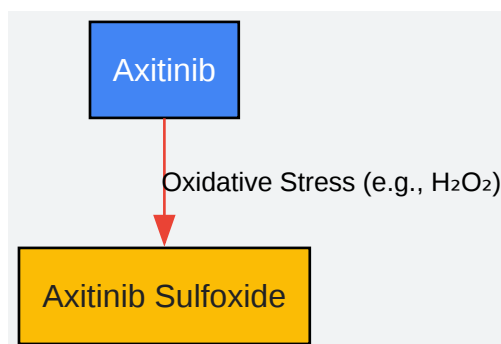 Axitinib
Oxidative Stress (e.g., H₂O₂)
Axitinib Sulfoxide